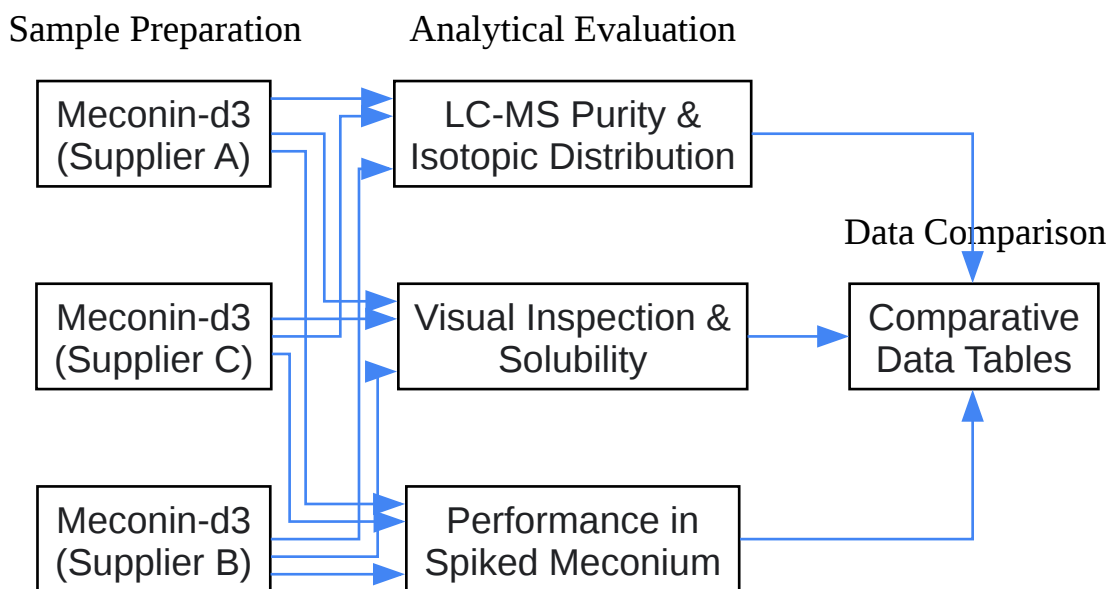 Sample Preparation
Analytical Evaluation
Meconin-d3
(Supplier A)
LC-MS Purity &
Isotopic Distribution
Data Comparison
Meconin-d3
(Supplier C)
Visual Inspection &
Solubility
Comparative
Data Tables
Meconin-d3
(Supplier B)
Performance in
Spiked Meconium